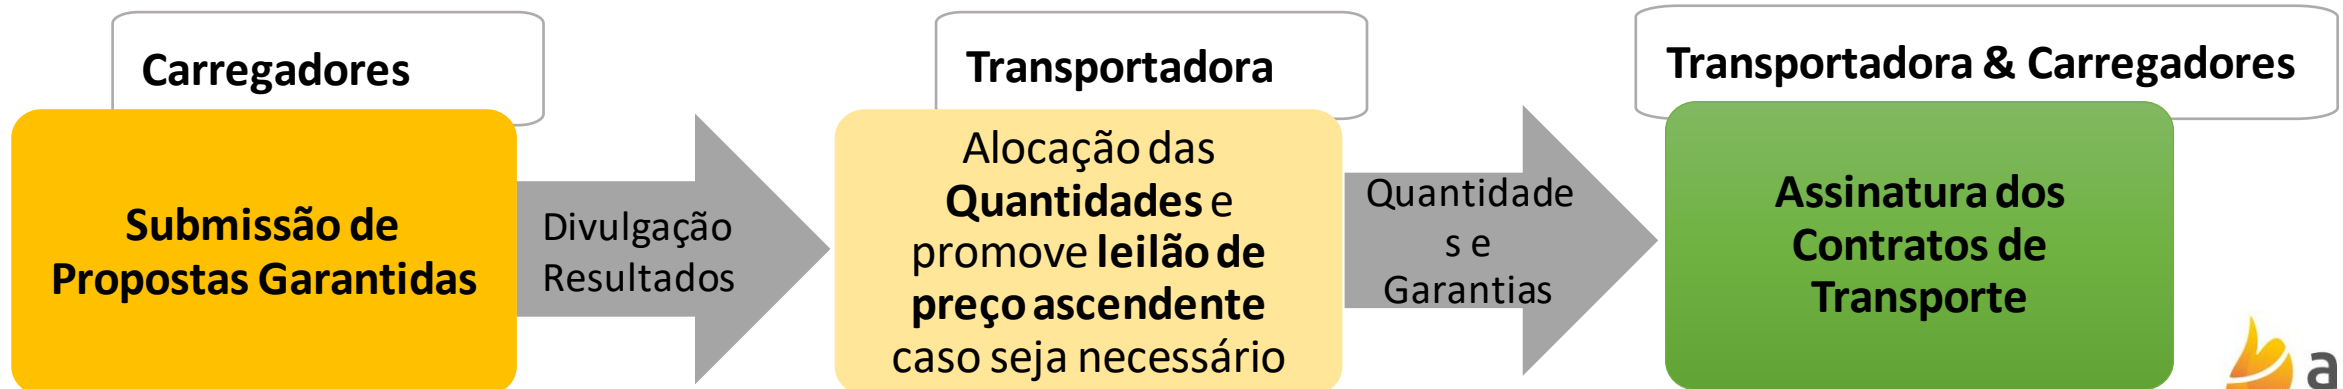 Carregadores
Submissão de
Propostas Garantidas
Divulgação
Resultados
Transportadora
Alocação das
Quantidades e
promove leilão de
preço ascendente
caso seja necessário
Quantidade
s e
Garantias
Transportadora & Carregadores
Assinatura dos
Contratos de
Transporte
a